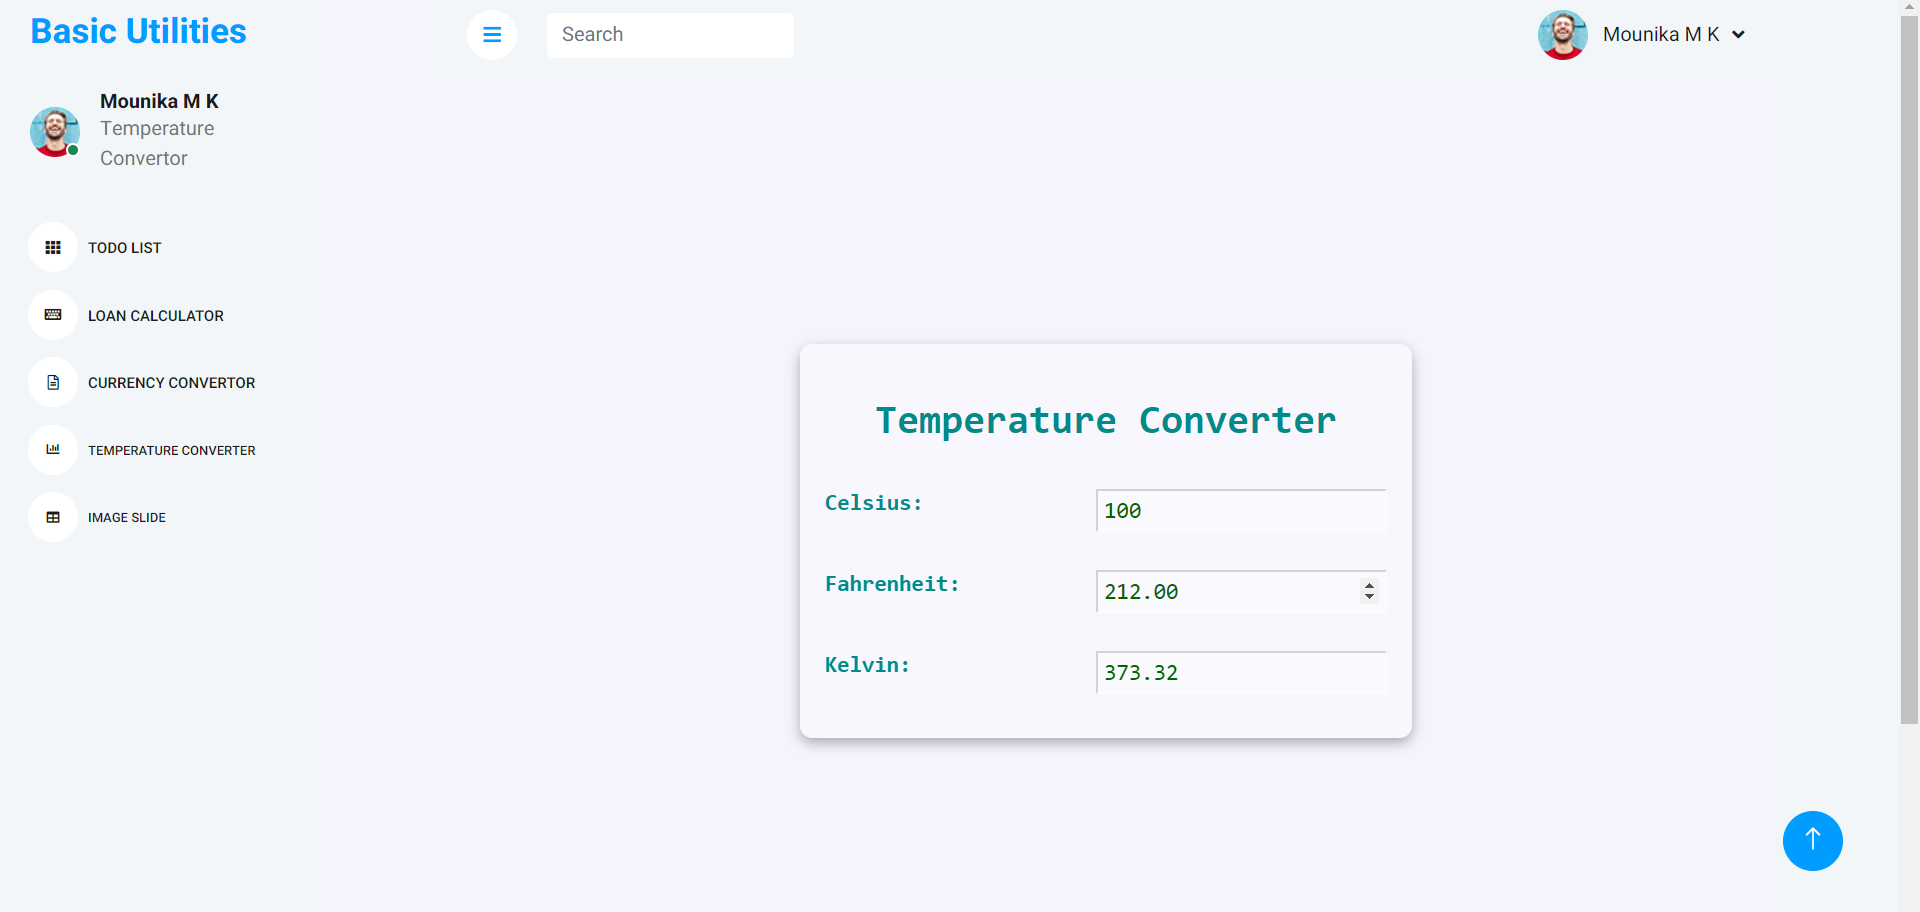 Basic Utilities
Search
Mounika M K
Mounika M K
Temperature
Convertor
TODO LIST
LOAN CALCULATOR
CURRENCY CONVERTOR
TEMPERATURE CONVERTER
IMAGE SLIDE
Temperature Converter
Celsius:
100
Fahrenheit:
212.00
Kelvin:
373.32